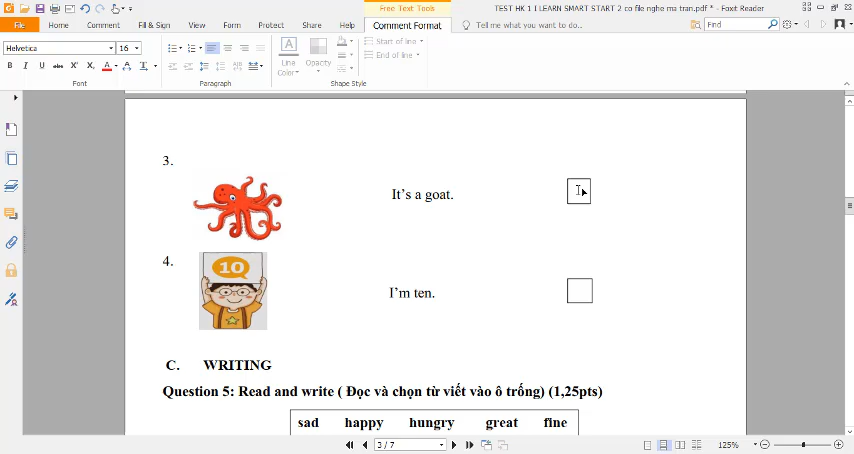 Free Text Tools
TEST HK 1 I LEARN SMART START 2 co file nghe ma tran.pdf * - Foxit Reader
File Home Comment Fill & Sign View Form Protect Share Help Comment Format Tell me what you want to do... Find
Helvetica 16
B I U abc X² X₂ A A T
Font
Paragraph
Line Color
Opacity
Start of line
End of line
Shape Style
3.
It's a goat.
4.
10
I'm ten.
C. WRITING
Question 5: Read and write ( Đọc và chọn từ viết vào ô trống) (1,25pts)
sad happy hungry great fine
3 / 7
125%